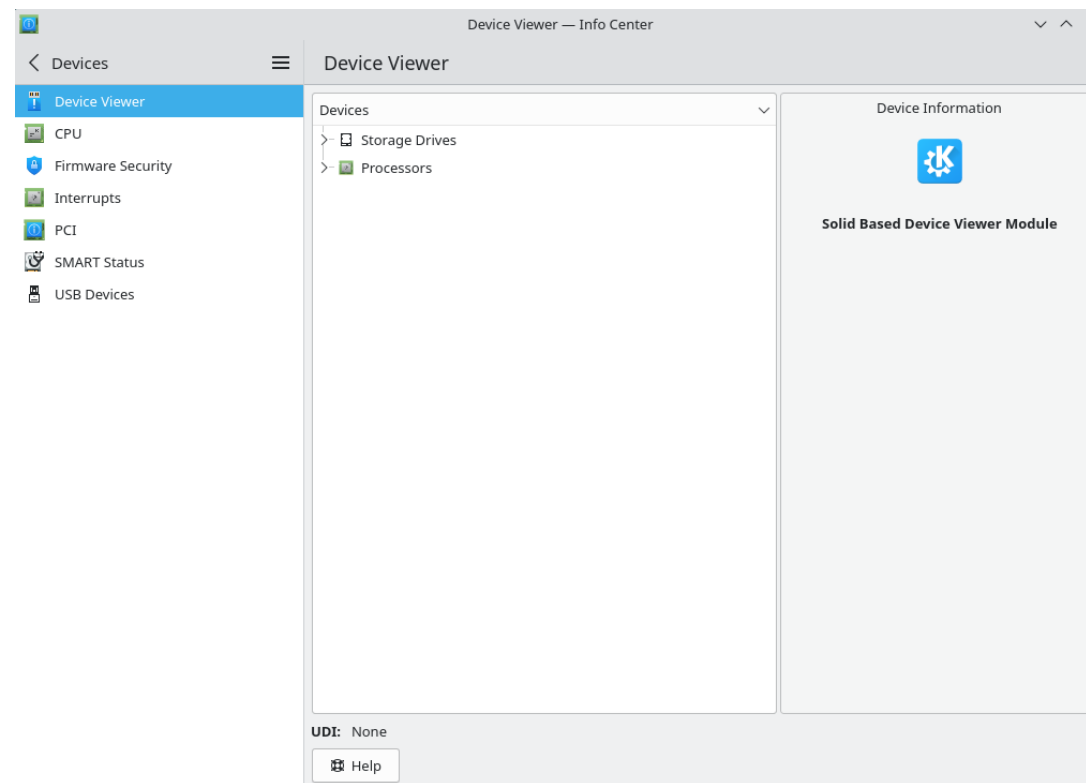 Device Viewer — Info Center
Devices
Device Viewer
Device Viewer
CPU
Firmware Security
Interrupts
PCI
SMART Status
USB Devices
Devices
Storage Drives
Processors
Device Information
Solid Based Device Viewer Module
UDI: None
Help